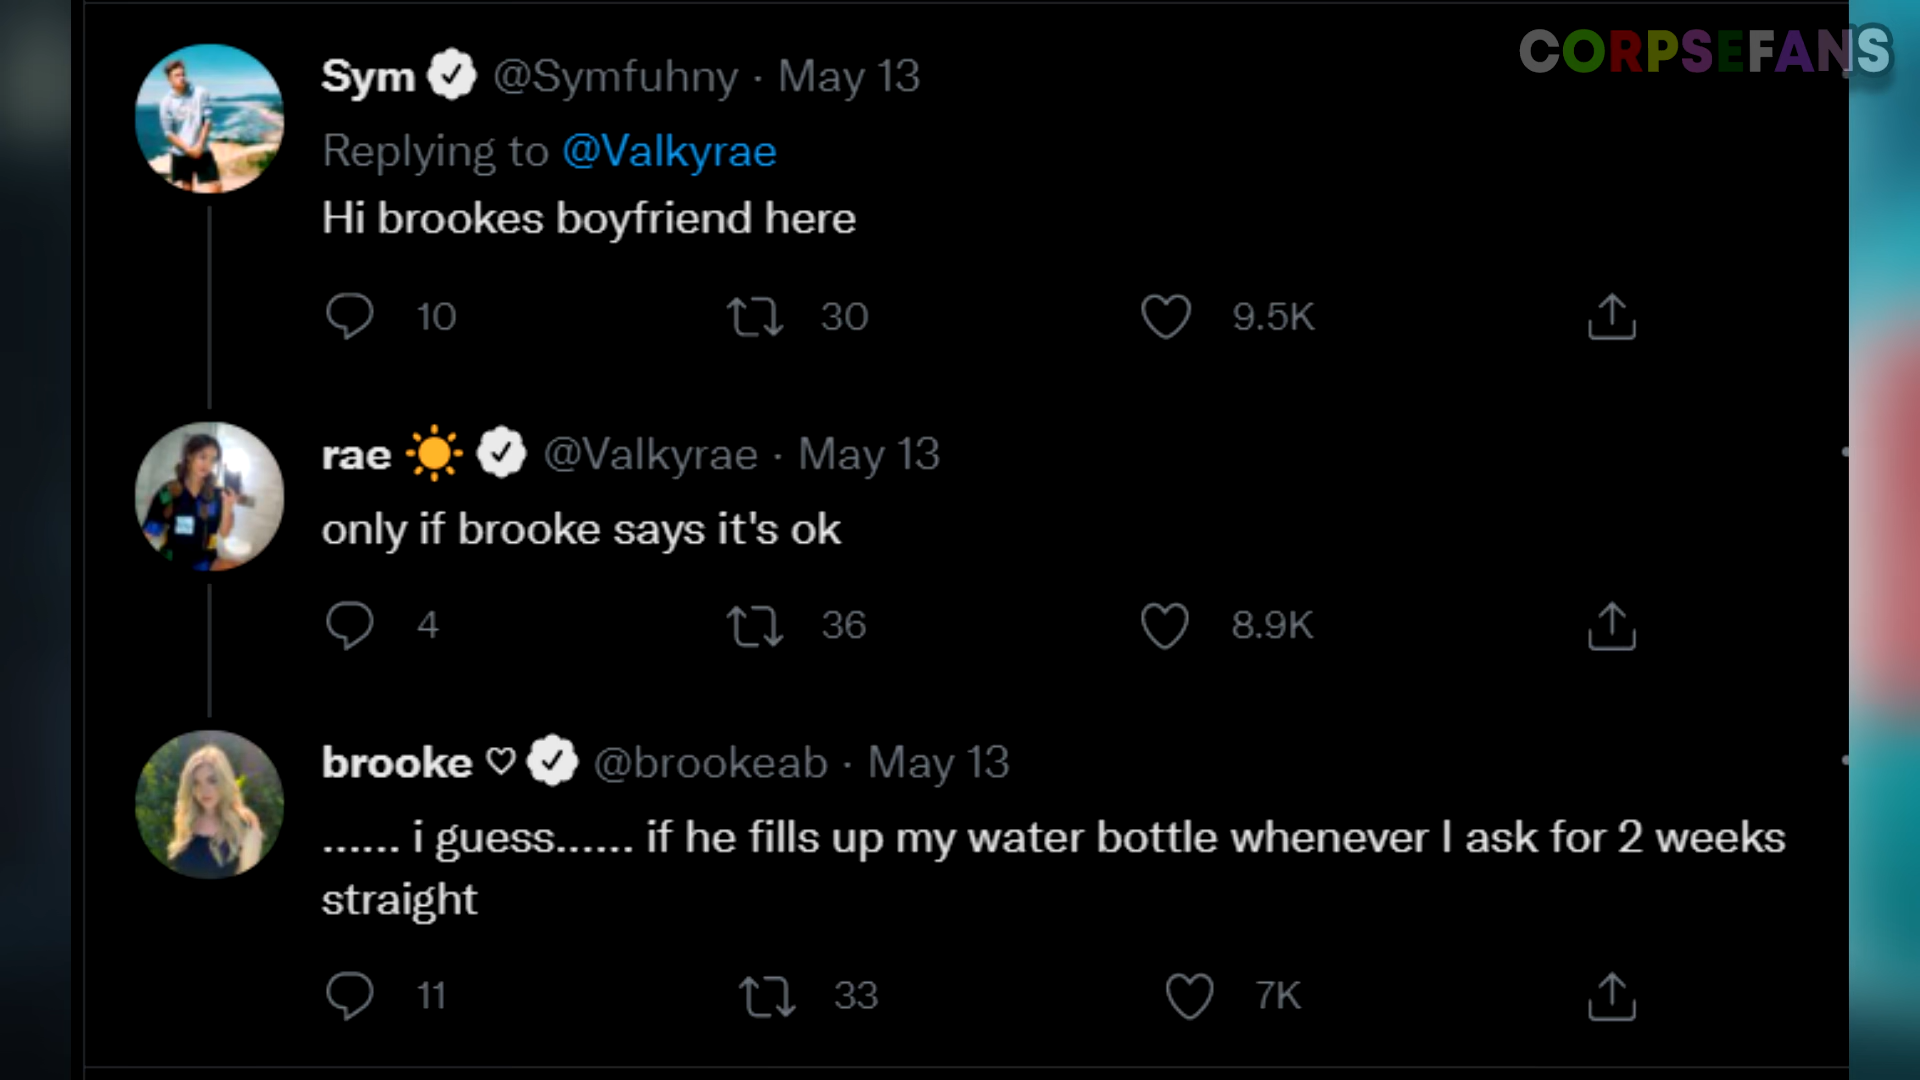 CORPSEFANS
Sym @Symfuhny · May 13
Replying to @Valkyrae
Hi brookes boyfriend here
10 30 9.5K
rae ☀️ @Valkyrae · May 13
only if brooke says it's ok
4 36 8.9K
brooke ♡ @brookeab · May 13
...... i guess...... if he fills up my water bottle whenever I ask for 2 weeks
straight
11 33 7K